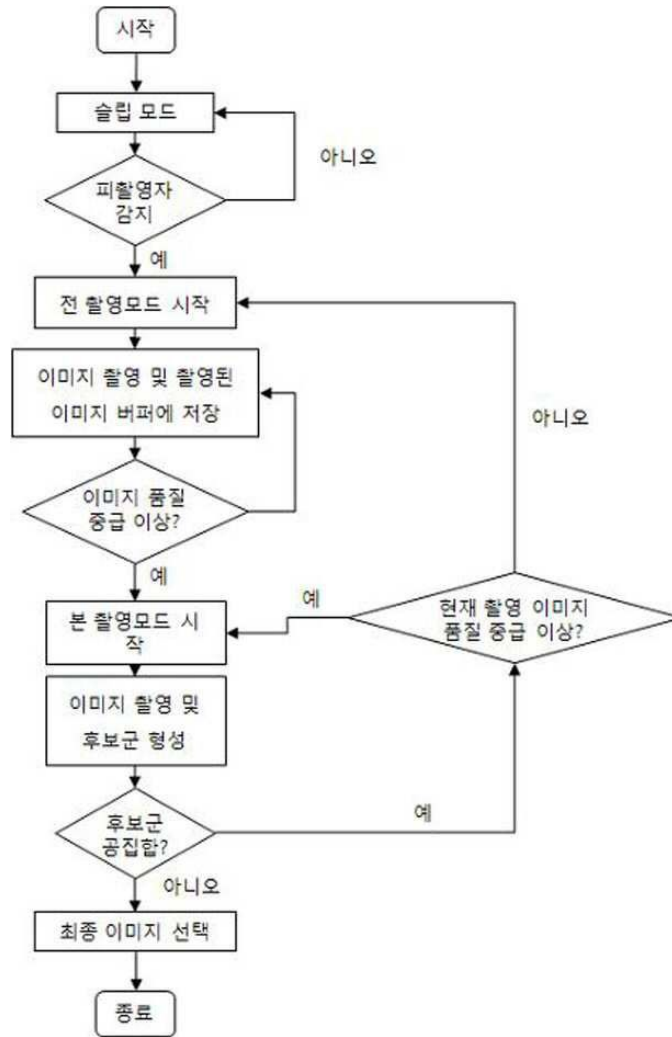 시작
슬립 모드
아니오
피촬영자
감지
예
전 촬영모드 시작
이미지 촬영 및 촬영된
이미지 버퍼에 저장
아니오
이미지 품질
중급 이상?
예
예
현재 촬영 이미지
품질 중급 이상?
본 촬영모드 시
작
이미지 촬영 및
후보군 형성
예
후보군
공집합?
아니오
최종 이미지 선택
종료